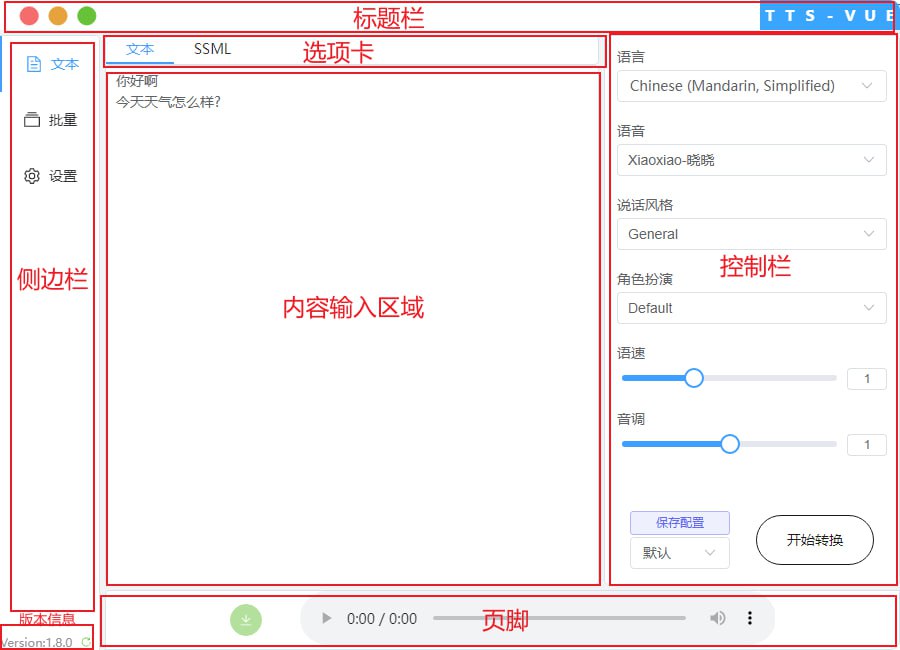 标题栏
TTS-VUE
文本
SSML
选项卡
文本
批量
设置
侧边栏
版本信息
Version:1.8.0
你好啊
今天天气怎么样?
内容输入区域
语言
Chinese (Mandarin, Simplified)
语音
Xiaoxiao-晓晓
说话风格
General
控制栏
角色扮演
Default
语速
1
音调
1
保存配置
默认
开始转换
0:00 / 0:00
页脚